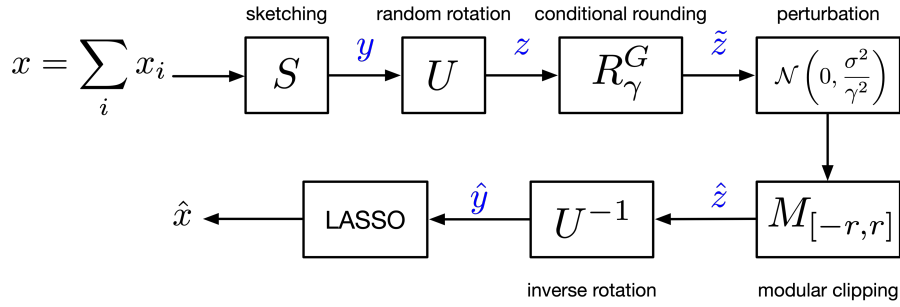 sketching random rotation conditional rounding perturbation
x = ∑_i x_i S y U z R_γ^G z̃ 𝒩(0, σ²/γ²)
x̂ LASSO ŷ U⁻¹ ẑ M_[−r,r]
inverse rotation modular clipping